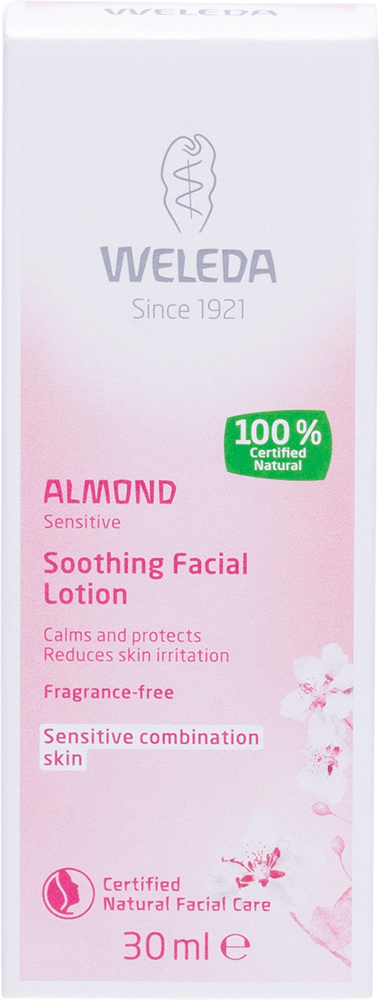 WELEDA
WELEDA
Since 1921
100 %
Certified
Natural
ALMOND
Sensitive
Soothing Facial
Lotion
Calms and protects
Reduces skin irritation
Fragrance-free
Sensitive combination
skin
Certified
Natural Facial Care
30 ml ℮